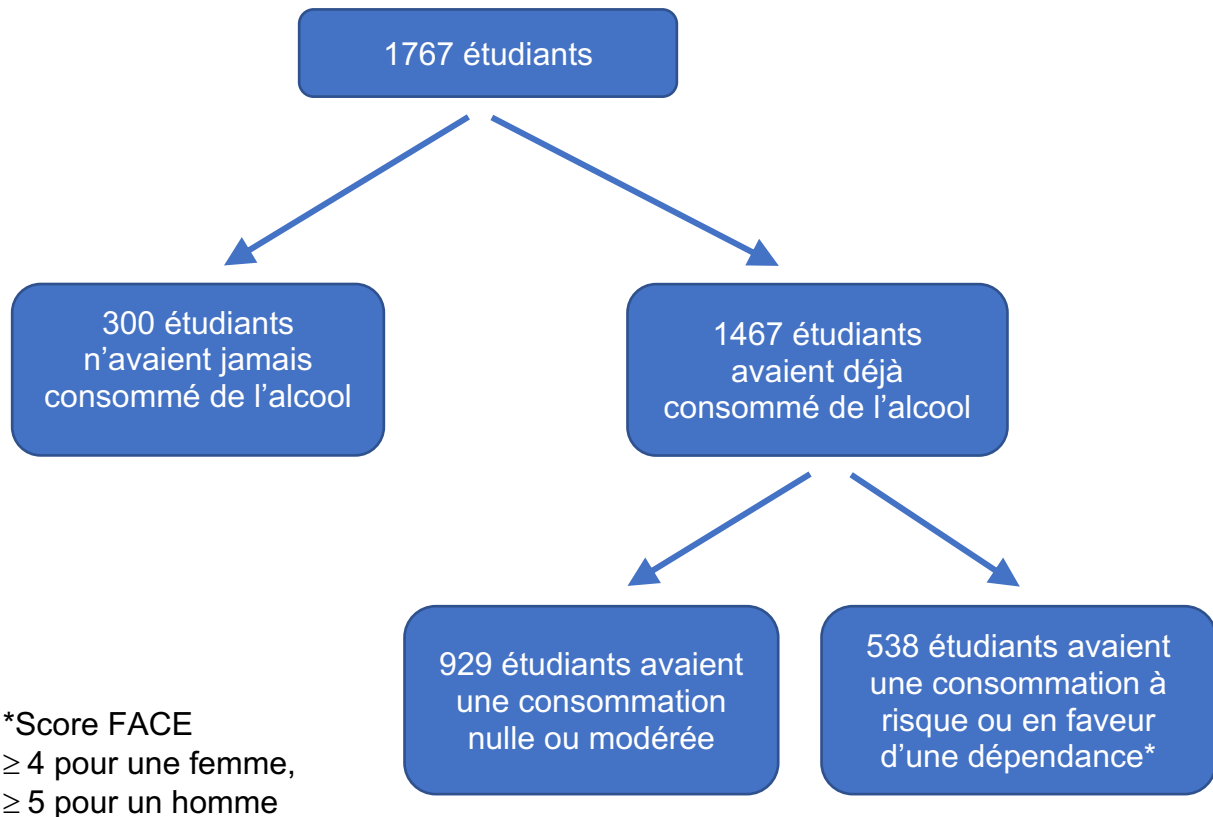 1767 étudiants
300 étudiants
n’avaient jamais
consommé de l’alcool
1467 étudiants
avaient déjà
consommé de l’alcool
929 étudiants avaient
une consommation
nulle ou modérée
538 étudiants avaient
une consommation à
risque ou en faveur
d’une dépendance*
*Score FACE
≥ 4 pour une femme,
≥ 5 pour un homme